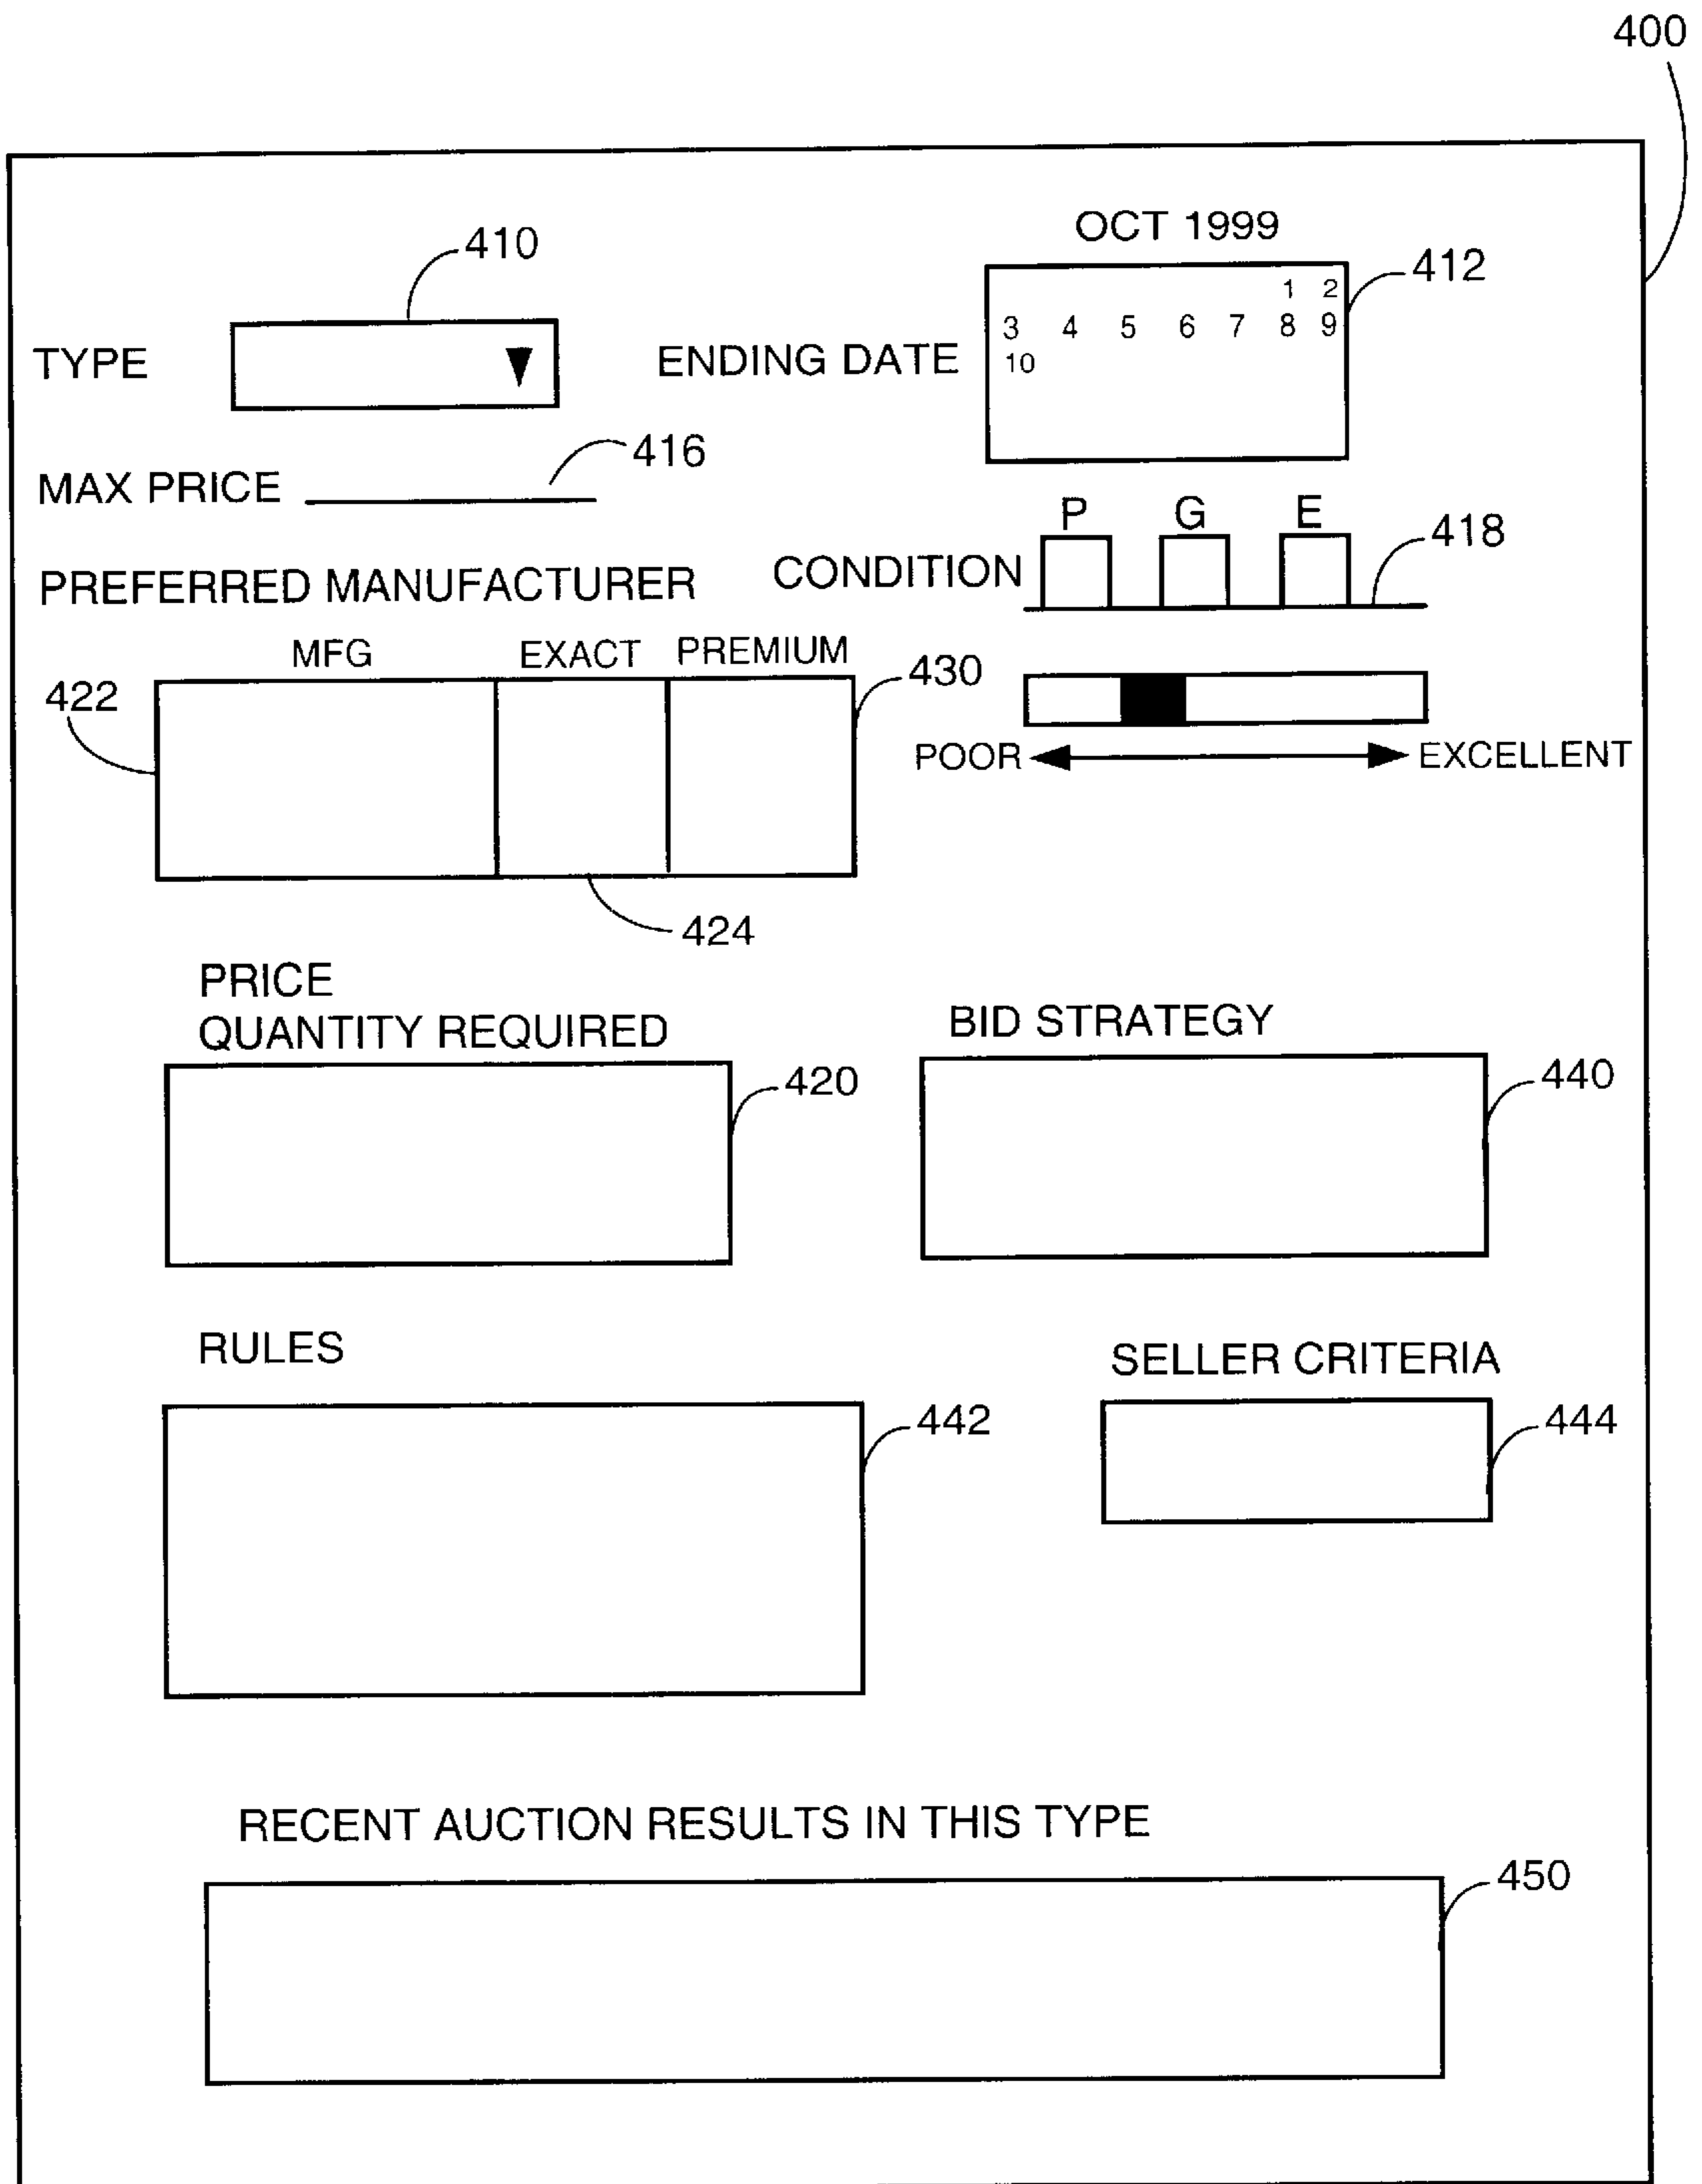 400
OCT 1999
410
412
1 2
3 4 5 6 7 8 9
10
TYPE
ENDING DATE
416
MAX PRICE
P G E
418
CONDITION
PREFERRED MANUFACTURER
MFG EXACT PREMIUM
430
422
POOR EXCELLENT
424
PRICE
QUANTITY REQUIRED
BID STRATEGY
420
440
RULES
SELLER CRITERIA
442
444
RECENT AUCTION RESULTS IN THIS TYPE
450